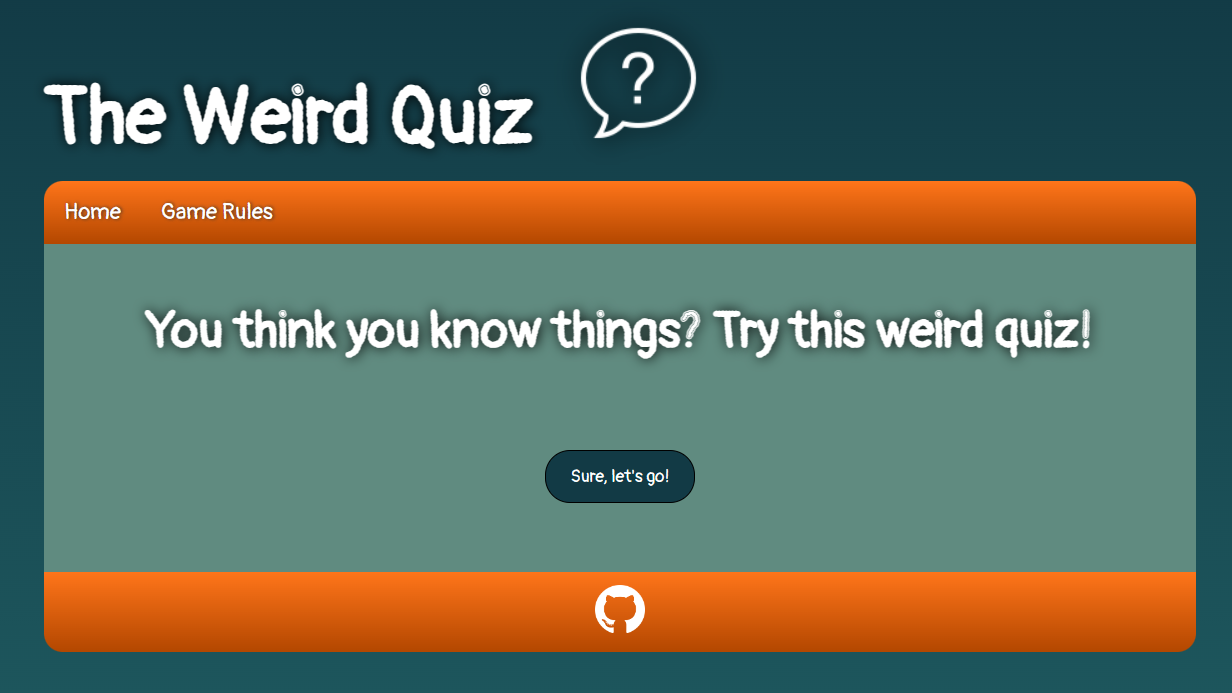 The Weird Quiz
?
Home
Game Rules
You think you know things? Try this weird quiz!
Sure, let's go!